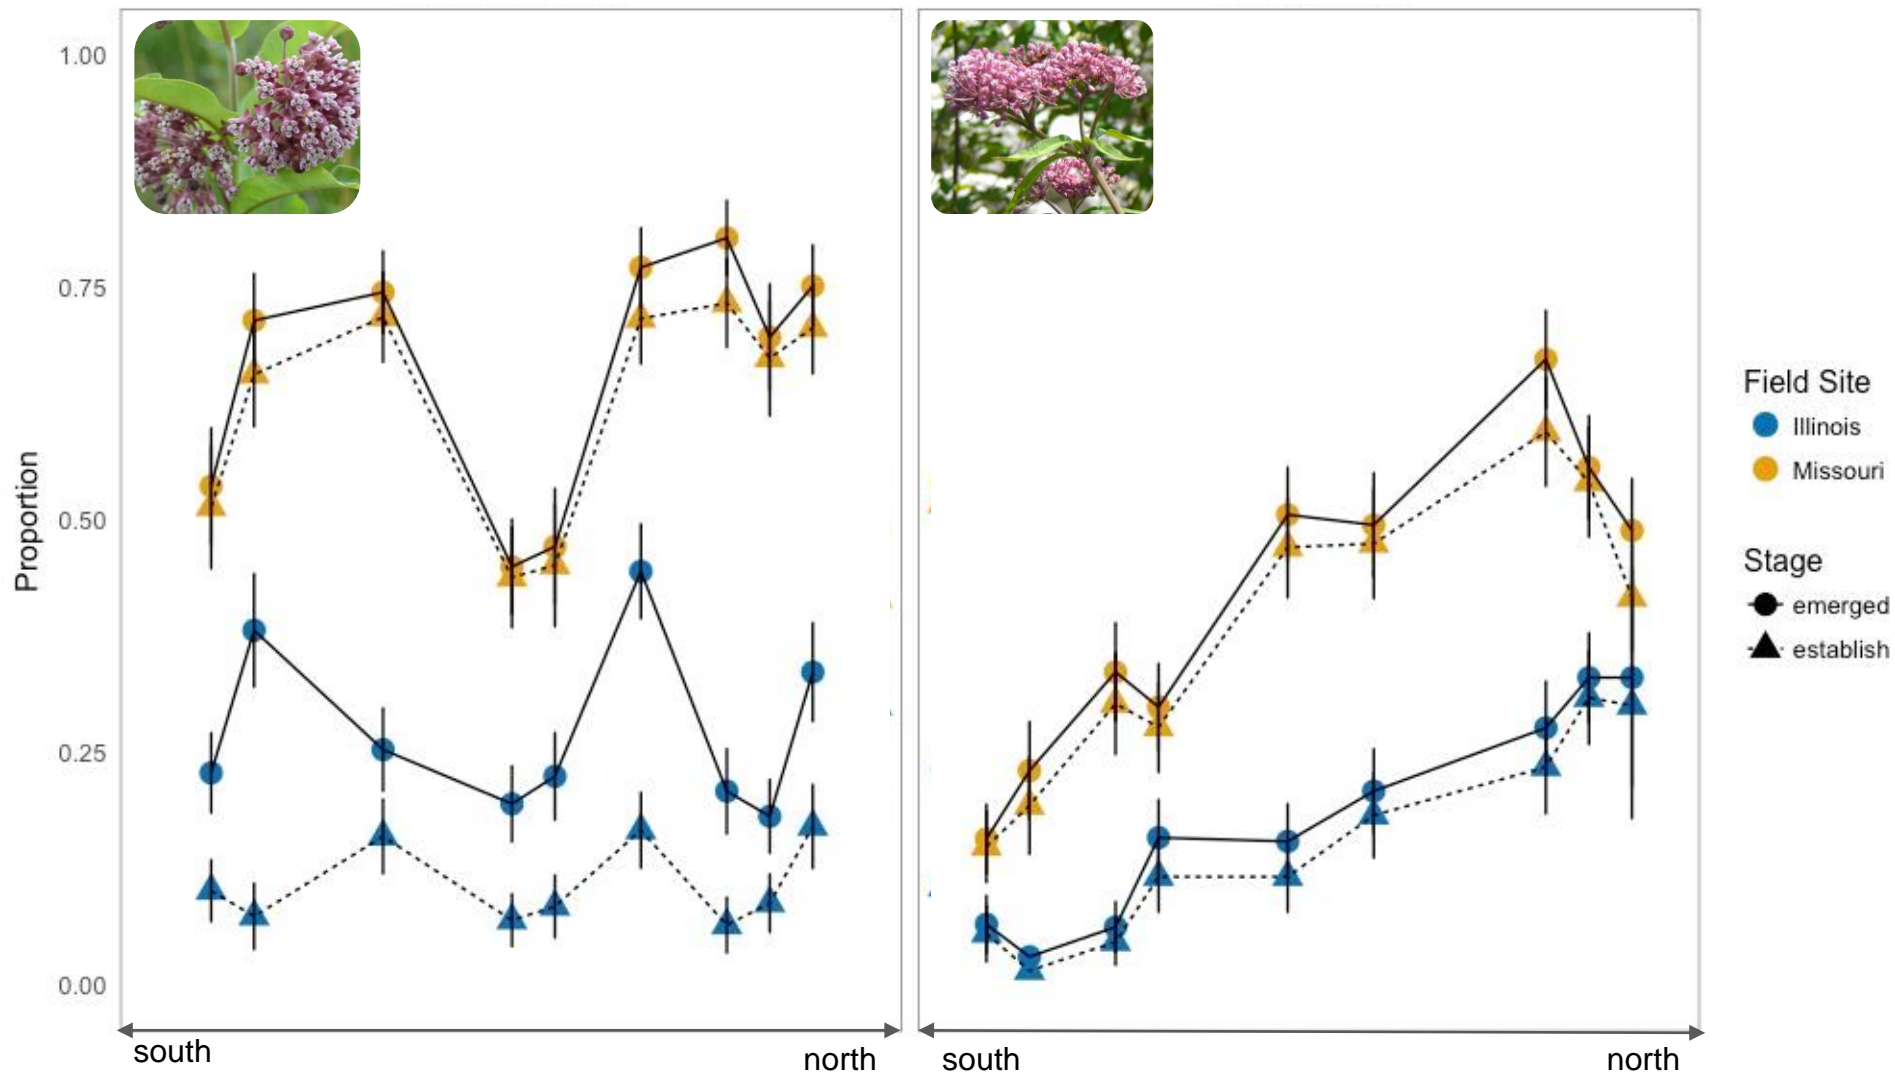 1.00
0.75
0.50
0.25
0.00
Proportion
south
north
south
north
Field Site
Illinois
Missouri
Stage
emerged
establish